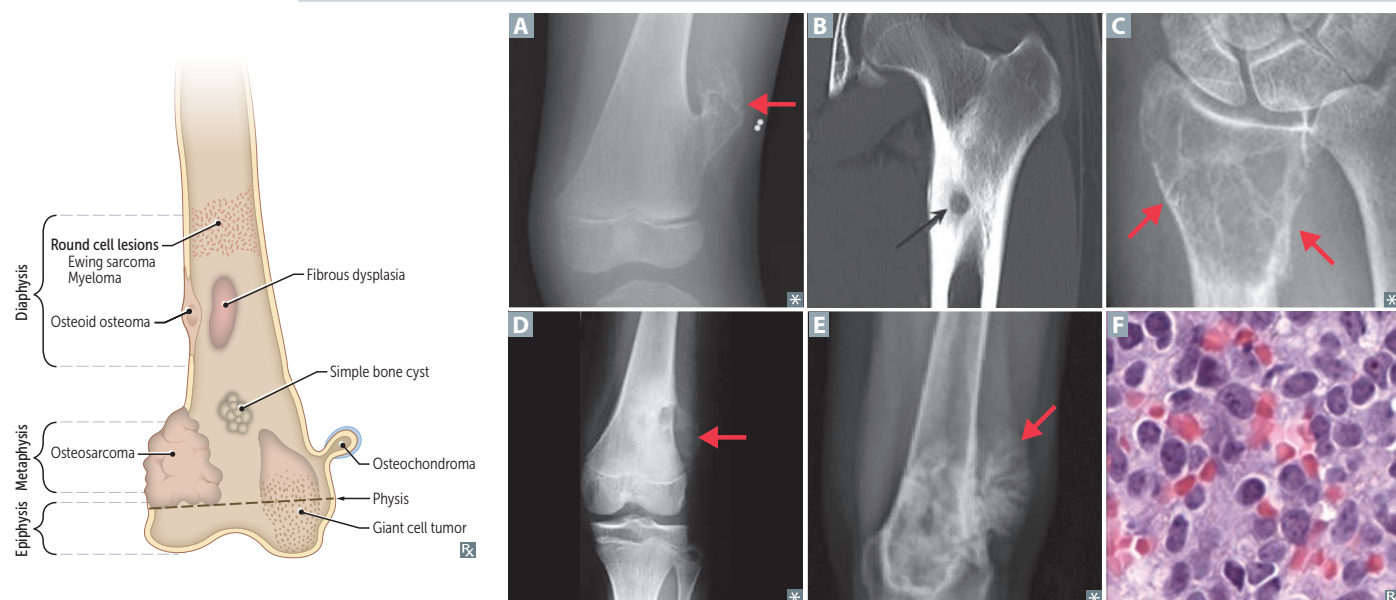 Diaphysis
Metaphysis
Epiphysis
Round cell lesions
Ewing sarcoma
Myeloma
Osteoid osteoma
Fibrous dysplasia
Simple bone cyst
Osteosarcoma
Osteochondroma
Physis
Giant cell tumor
Rx
A
B
C
D
E
F